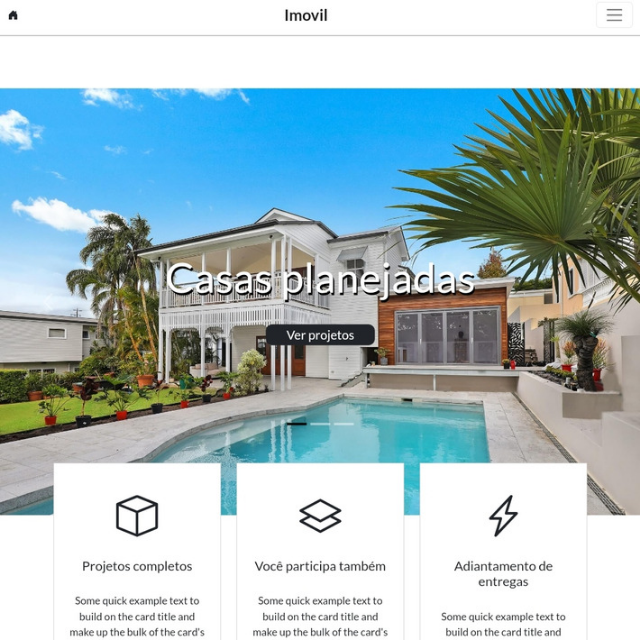 Imovil
Casas planejadas
Ver projetos
Projetos completos
Some quick example text to
build on the card title and
make up the bulk of the card's
Você participa também
Some quick example text to
build on the card title and
make up the bulk of the card's
Adiantamento de
entregas
Some quick example text to
build on the card title and